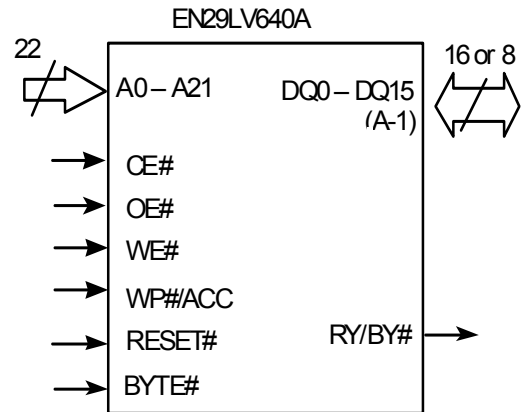 EN29LV640A
22
16 or 8
A0 – A21
DQ0 – DQ15
(A-1)
CE#
OE#
WE#
WP#/ACC
RESET#
RY/BY#
BYTE#